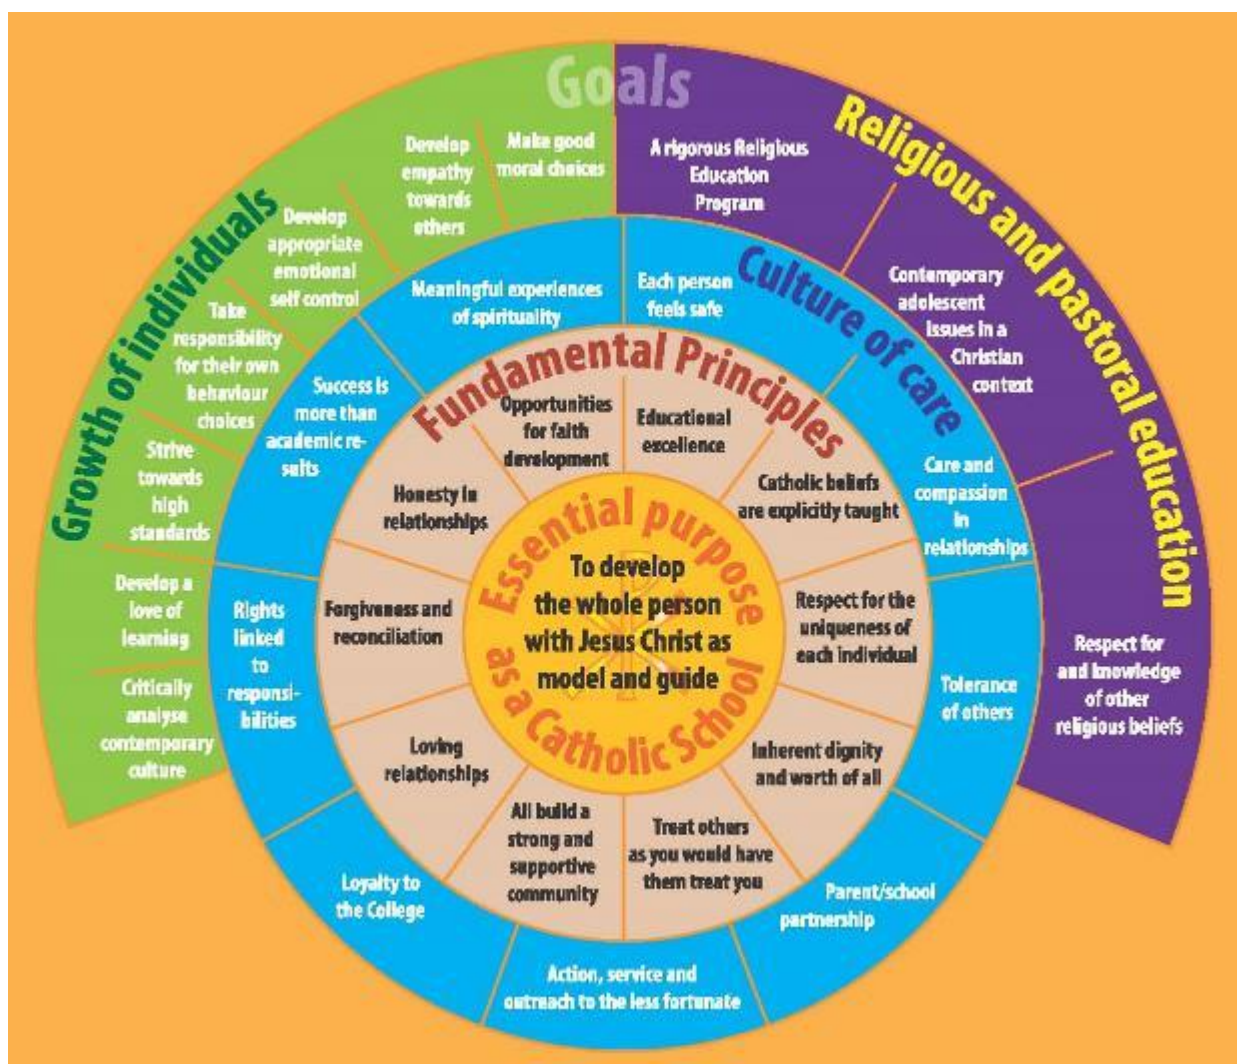 Goals
Growth of individuals
Make good
moral choices
Develop
empathy
towards
others
Develop
appropriate
emotional
self control
Take
responsibility
for their own
behaviour
choices
Strive
towards
high
standards
Develop a
love of
learning
Critically
analyse
contemporary
culture
Religious and pastoral education
A rigorous Religious
Education
Program
Contemporary
adolescent
issues in a
Christian
context
Respect for
and knowledge
of other
religious beliefs
Culture of care
Each person
feels safe
Care and
compassion
in
relationships
Tolerance
of others
Parent/school
partnership
Action, service and
outreach to the less fortunate
Loyalty to
the College
Rights
linked
to
responsi-
bilities
Success is
more than
academic re-
sults
Meaningful experiences
of spirituality
Fundamental Principles
Educational
excellence
Catholic beliefs
are explicitly taught
Respect for the
uniqueness of
each individual
Inherent dignity
and worth of all
Treat others
as you would have
them treat you
All build a
strong and
supportive
community
Loving
relationships
Forgiveness and
reconciliation
Honesty in
relationships
Opportunities
for faith
development
Essential purpose
as a Catholic School
To develop
the whole person
with Jesus Christ as
model and guide